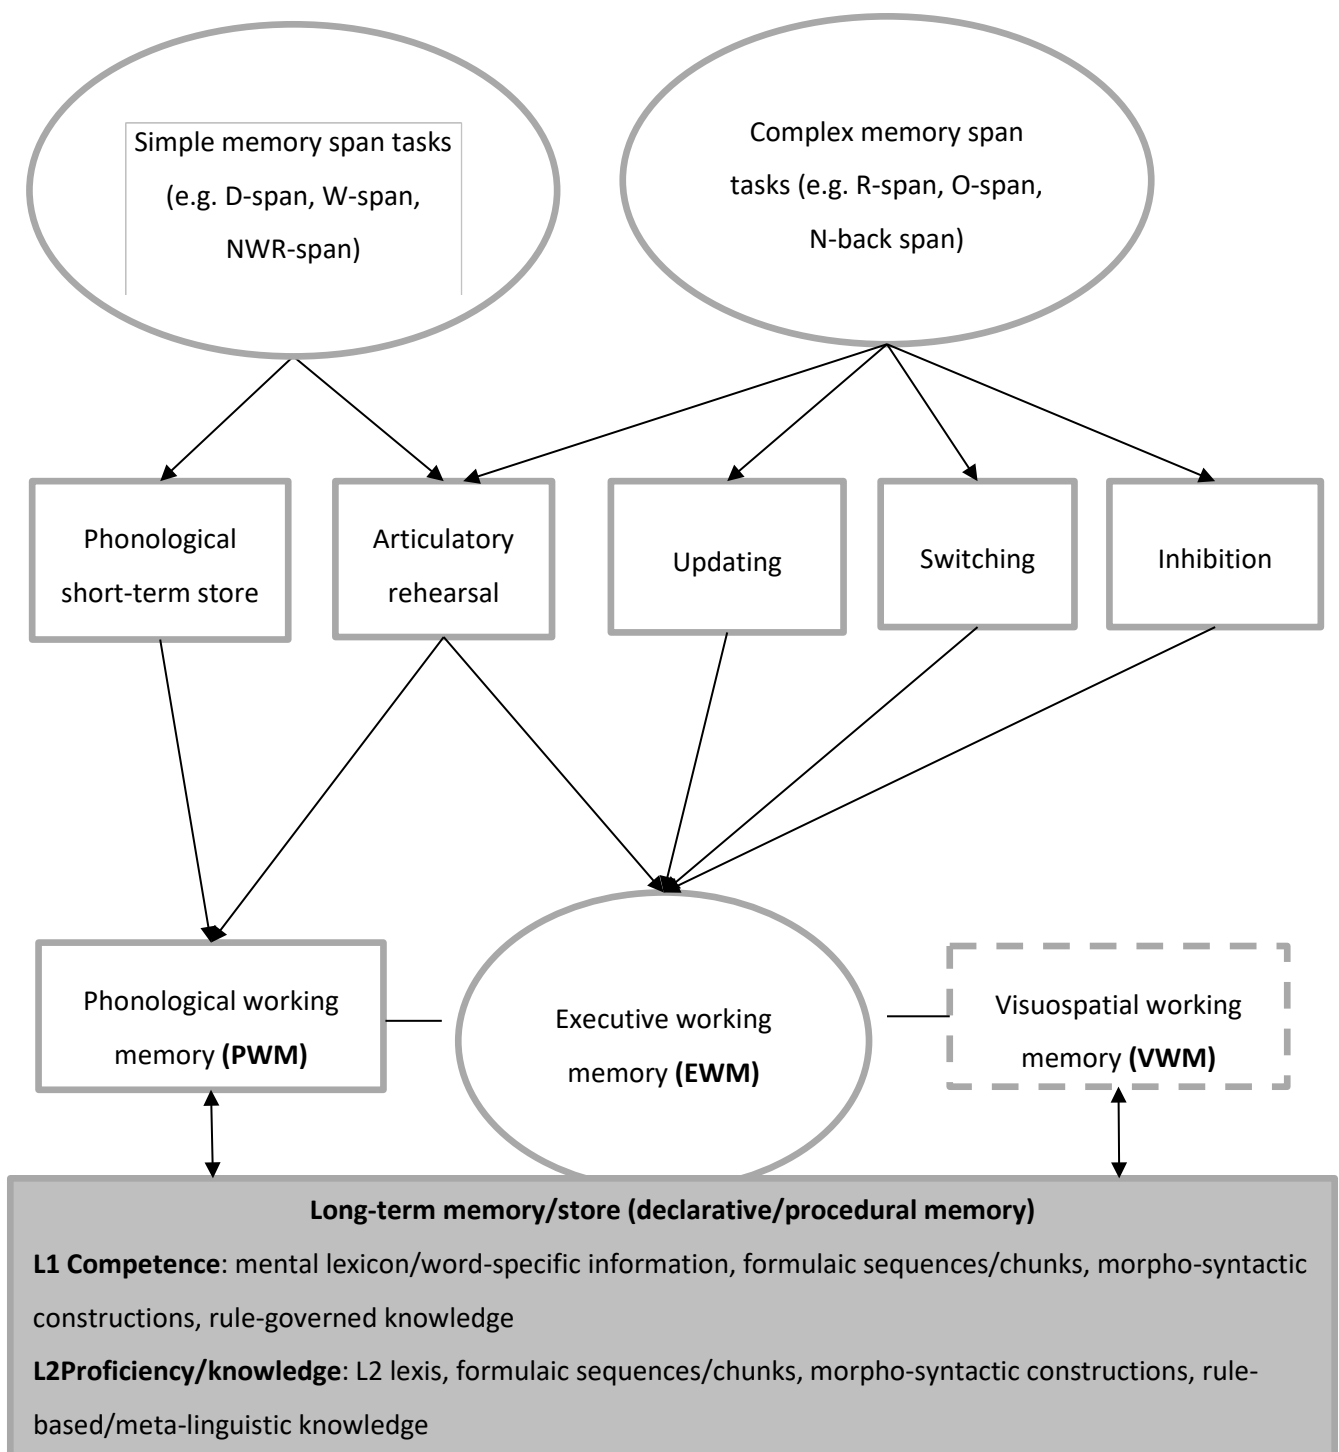 Simple memory span tasks
(e.g. D-span, W-span,
NWR-span)
Complex memory span
tasks (e.g. R-span, O-span,
N-back span)
Phonological
short-term store
Articulatory
rehearsal
Updating
Switching
Inhibition
Phonological working
memory (PWM)
Executive working
memory (EWM)
Visuospatial working
memory (VWM)
Long-term memory/store (declarative/procedural memory)
L1 Competence: mental lexicon/word-specific information, formulaic sequences/chunks, morpho-syntactic
constructions, rule-governed knowledge
L2Proficiency/knowledge: L2 lexis, formulaic sequences/chunks, morpho-syntactic constructions, rule-
based/meta-linguistic knowledge